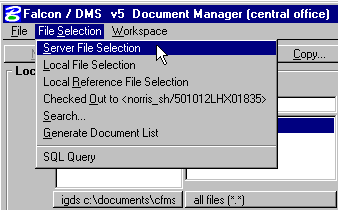 Falcon / DMS v5 Document Manager (central office)
File File Selection Workspace
Server File Selection
Copy...
Local File Selection
Lo
Local Reference File Selection
Checked Out to <norris_sh/501012LHX01835>
Search...
Generate Document List
SQL Query
igds c:\documents\cfms all files (*.*)